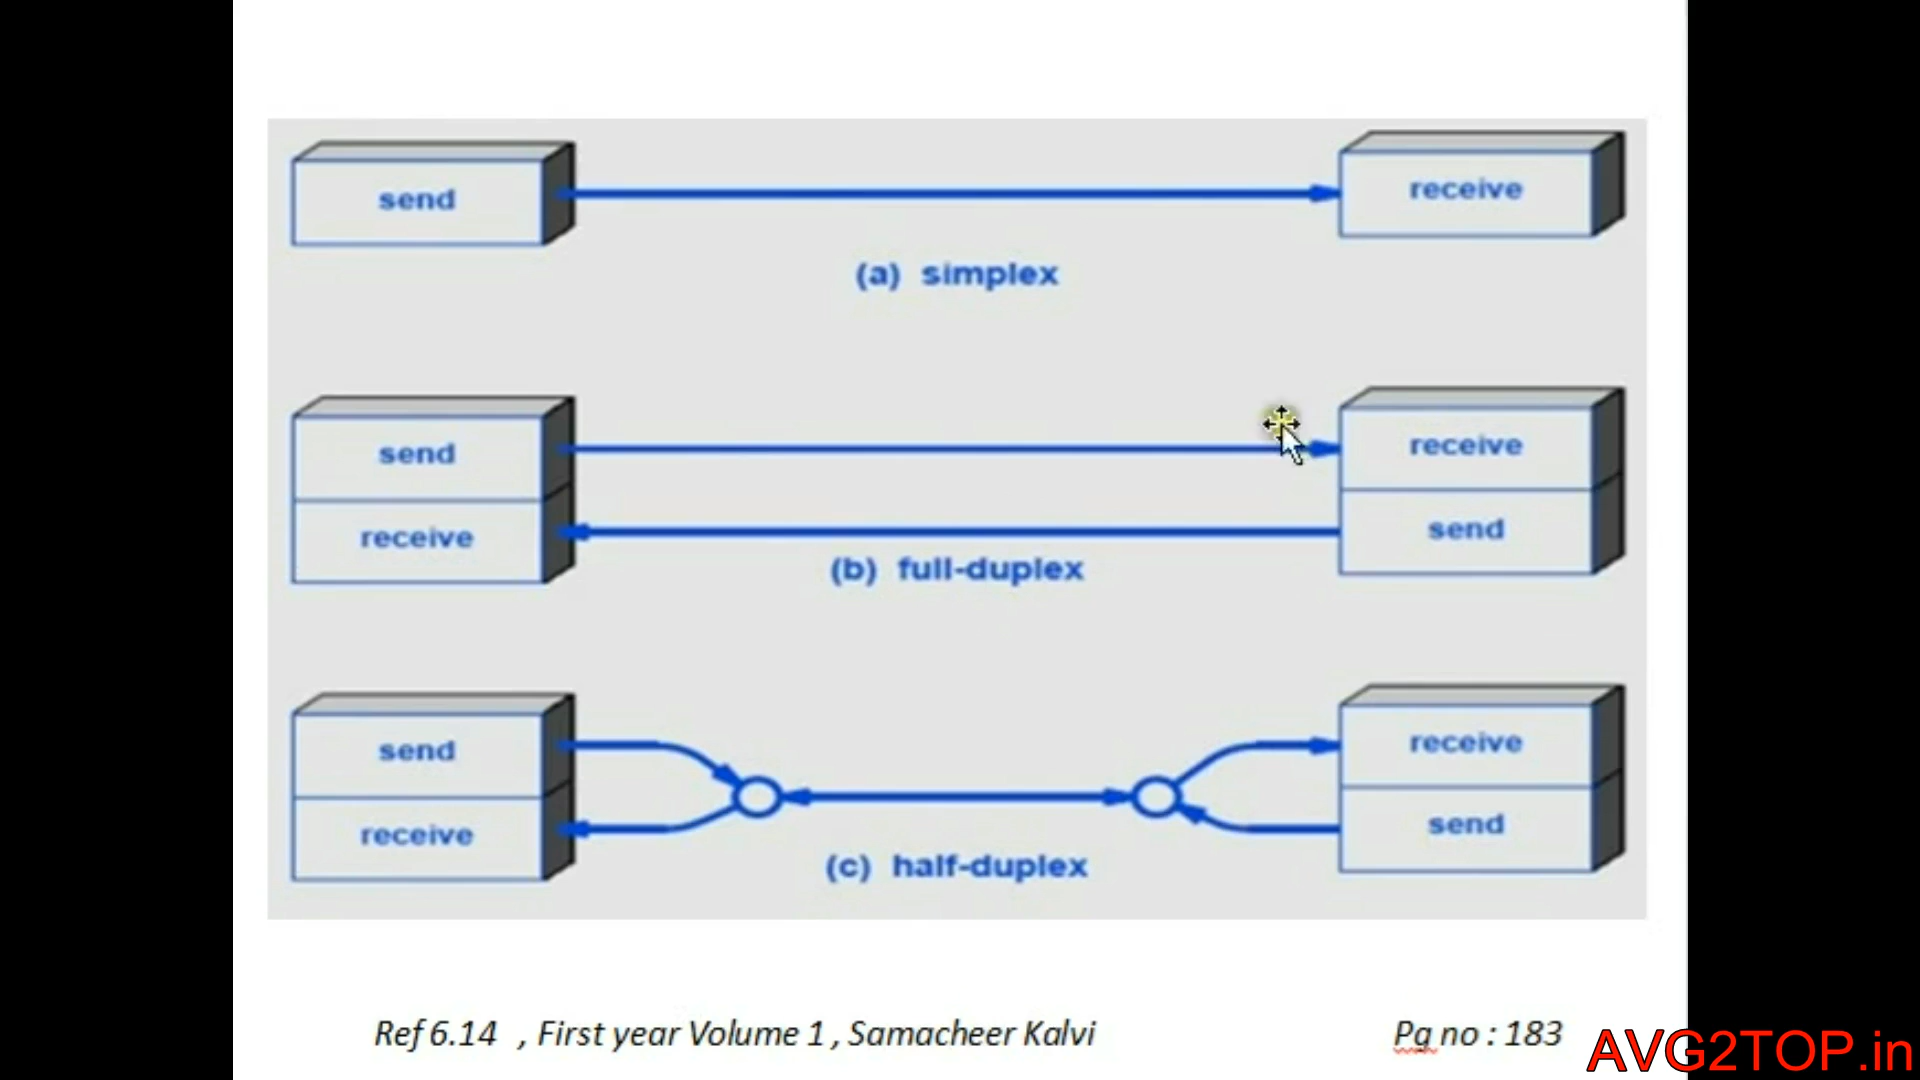 send receive
(a) simplex
send receive
receive send
(b) full-duplex
send receive
receive send
(c) half-duplex
Ref 6.14 , First year Volume 1 , Samacheer Kalvi Pg no : 183
AVG2TOP.in